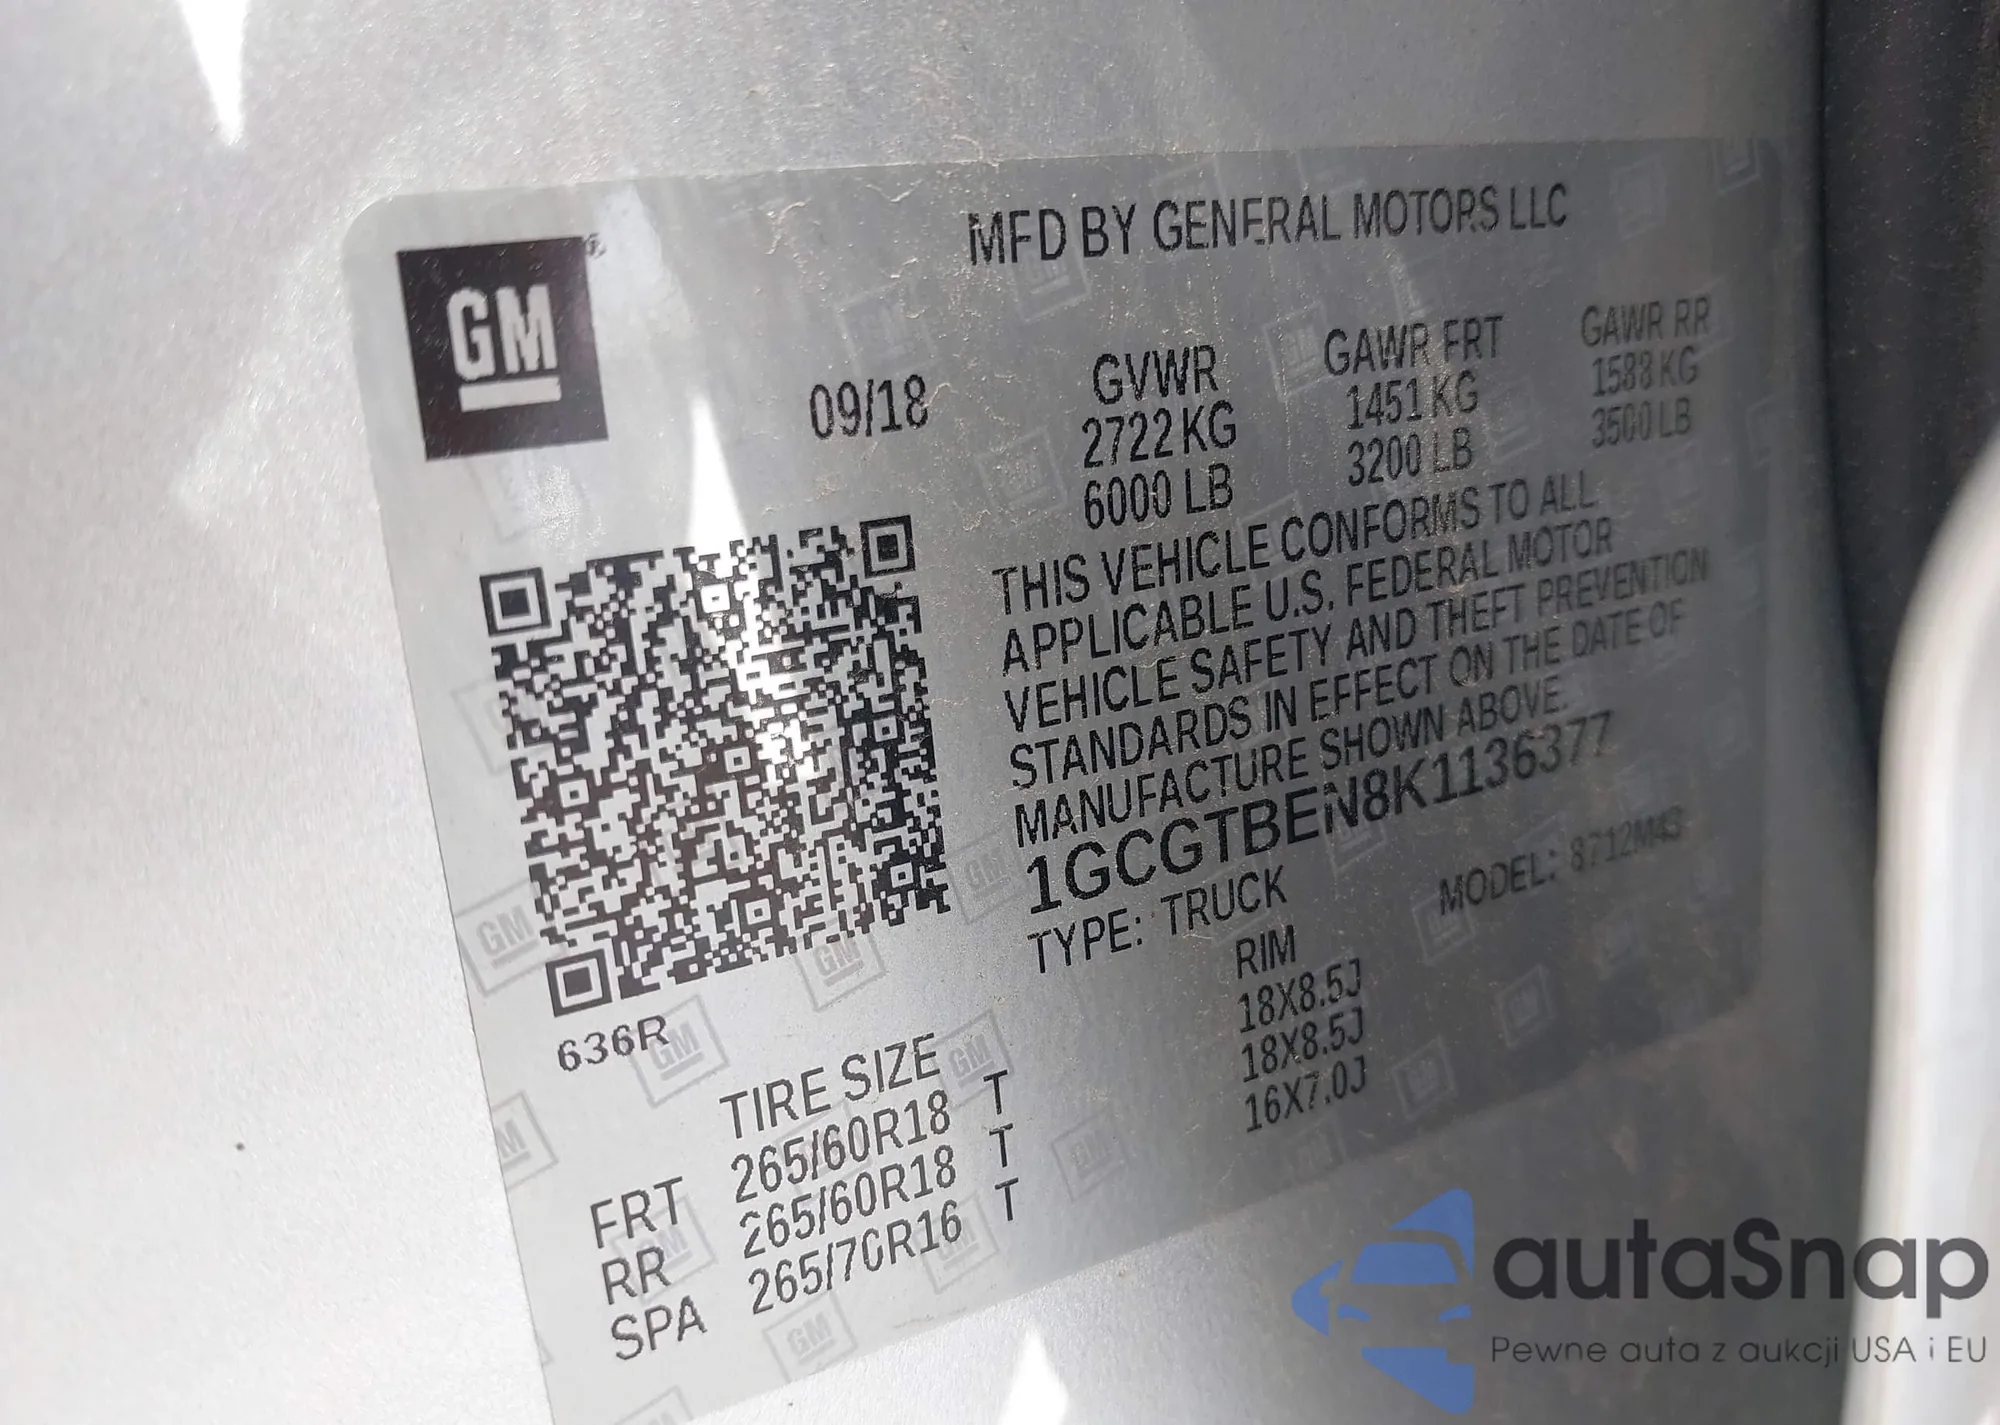 MFD BY GENERAL MOTORS LLC
GM®
09/18
GVWR GAWR FRT GAWR RR
2722 KG 1451 KG 1588 KG
6000 LB 3200 LB 3500 LB
THIS VEHICLE CONFORMS TO ALL
APPLICABLE U.S. FEDERAL MOTOR
VEHICLE SAFETY AND THEFT PREVENTION
STANDARDS IN EFFECT ON THE DATE OF
MANUFACTURE SHOWN ABOVE.
1GCGTBEN8K1136377
TYPE: TRUCK MODEL: 8712M43
636R
TIRE SIZE RIM
FRT 265/60R18 T 18X8.5J
RR 265/60R18 T 18X8.5J
SPA 265/70R16 T 16X7.0J
autaSnap
Pewne auta z aukcji USA i EU